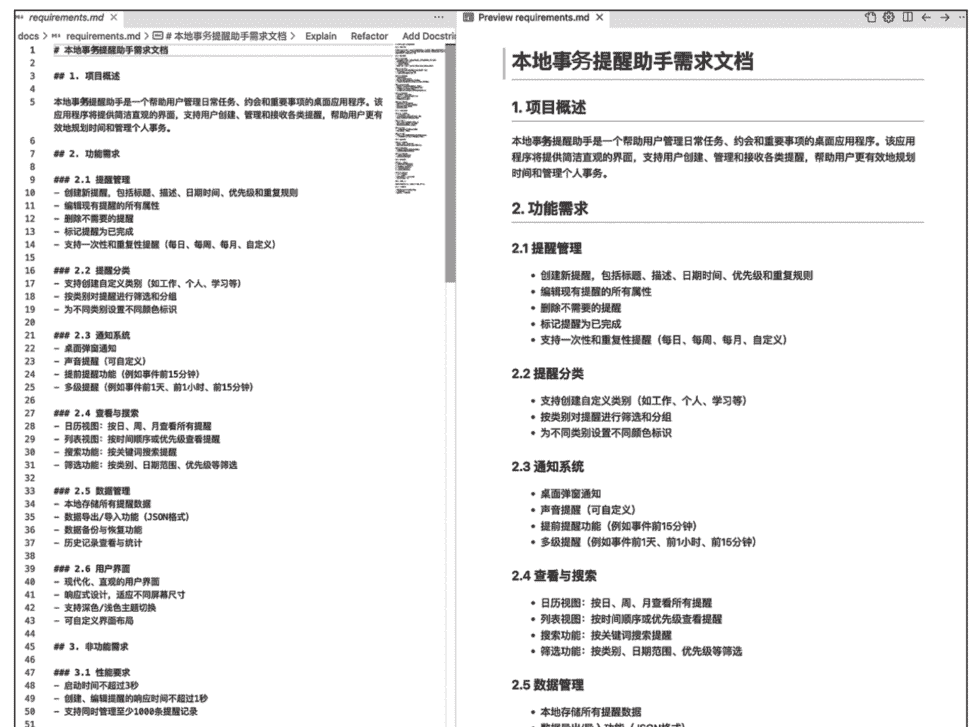 requirements.md ×
docs > requirements.md > # 本地事务提醒助手需求文档 > Explain Refactor Add Docstri
1 # 本地事务提醒助手需求文档
2
3 ## 1. 项目概述
4
5 本地事务提醒助手是一个帮助用户管理日常任务、约会和重要事项的桌面应用程序。该
应用程序将提供简洁直观的界面，支持用户创建、管理和接收各类提醒，帮助用户更有
效地规划时间和管理个人事务。
6
7 ## 2. 功能需求
8
9 ### 2.1 提醒管理
10 - 创建新提醒，包括标题、描述、日期时间、优先级和重复规则
11 - 编辑现有提醒的所有属性
12 - 删除不需要的提醒
13 - 标记提醒为已完成
14 - 支持一次性和重复性提醒（每日、每周、每月、自定义）
15
16 ### 2.2 提醒分类
17 - 支持创建自定义类别（如工作、个人、学习等）
18 - 按类别对提醒进行筛选和分组
19 - 为不同类别设置不同颜色标识
20
21 ### 2.3 通知系统
22 - 桌面弹窗通知
23 - 声音提醒（可自定义）
24 - 提前提醒功能（例如事件前15分钟）
25 - 多级提醒（例如事件前1天、前1小时、前15分钟）
26
27 ### 2.4 查看与搜索
28 - 日历视图：按日、周、月查看所有提醒
29 - 列表视图：按时间顺序或优先级查看提醒
30 - 搜索功能：按关键词搜索提醒
31 - 筛选功能：按类别、日期范围、优先级等筛选
32
33 ### 2.5 数据管理
34 - 本地存储所有提醒数据
35 - 数据导出/导入功能（JSON格式）
36 - 数据备份与恢复功能
37 - 历史记录查看与统计
38
39 ### 2.6 用户界面
40 - 现代化、直观的用户界面
41 - 响应式设计，适应不同屏幕尺寸
42 - 支持深色/浅色主题切换
43 - 可自定义界面布局
44
45 ## 3. 非功能需求
46
47 ### 3.1 性能要求
48 - 启动时间不超过3秒
49 - 创建、编辑提醒的响应时间不超过1秒
50 - 支持同时管理至少1000条提醒记录
51
Preview requirements.md ×
本地事务提醒助手需求文档
1. 项目概述
本地事务提醒助手是一个帮助用户管理日常任务、约会和重要事项的桌面应用程序。该应用
程序将提供简洁直观的界面，支持用户创建、管理和接收各类提醒，帮助用户更有效地规划
时间和管理个人事务。
2. 功能需求
2.1 提醒管理
• 创建新提醒，包括标题、描述、日期时间、优先级和重复规则
• 编辑现有提醒的所有属性
• 删除不需要的提醒
• 标记提醒为已完成
• 支持一次性和重复性提醒（每日、每周、每月、自定义）
2.2 提醒分类
• 支持创建自定义类别（如工作、个人、学习等）
• 按类别对提醒进行筛选和分组
• 为不同类别设置不同颜色标识
2.3 通知系统
• 桌面弹窗通知
• 声音提醒（可自定义）
• 提前提醒功能（例如事件前15分钟）
• 多级提醒（例如事件前1天、前1小时、前15分钟）
2.4 查看与搜索
• 日历视图：按日、周、月查看所有提醒
• 列表视图：按时间顺序或优先级查看提醒
• 搜索功能：按关键词搜索提醒
• 筛选功能：按类别、日期范围、优先级等筛选
2.5 数据管理
• 本地存储所有提醒数据
• 数据导出/导入功能（JSON格式）